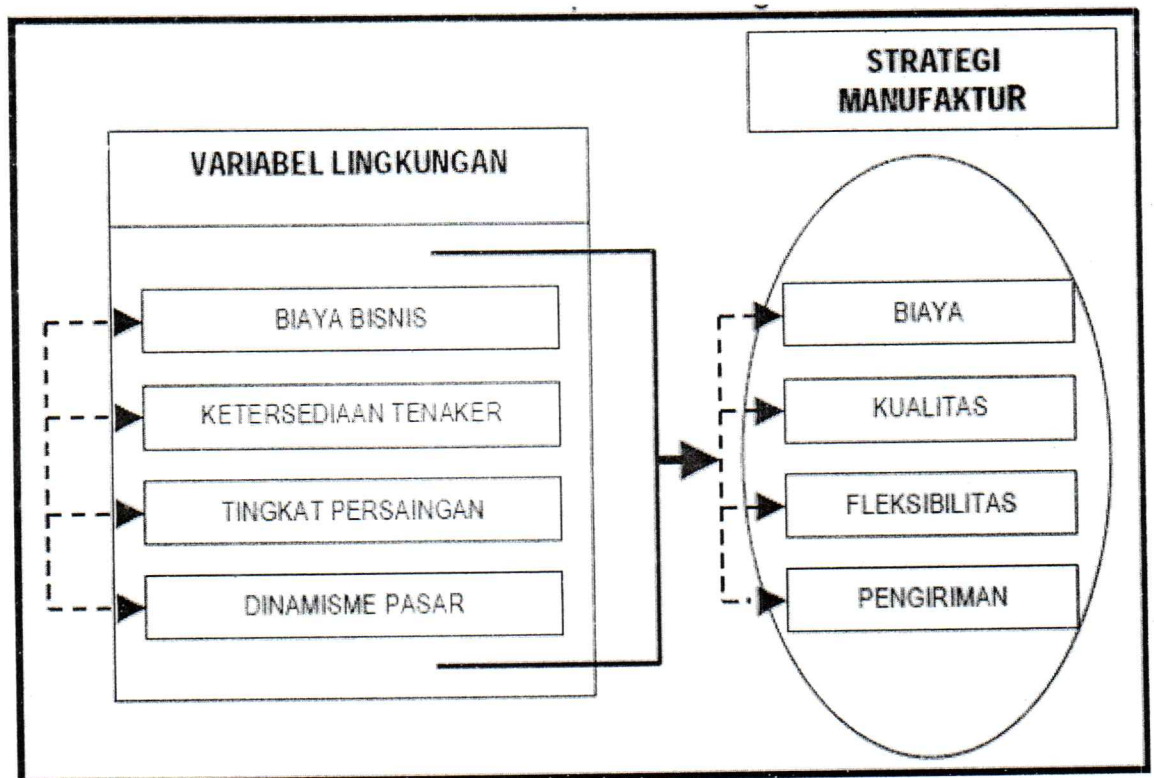 STRATEGI
MANUFAKTUR
VARIABEL LINGKUNGAN
BIAYA BISNIS
KETERSEDIAAN TENAKER
TINGKAT PERSAINGAN
DINAMISME PASAR
BIAYA
KUALITAS
FLEKSIBILITAS
PENGIRIMAN